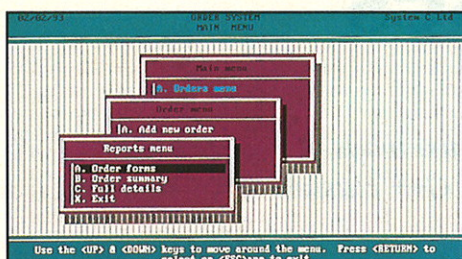 02/02/93 ORDER SYSTEM System C Ltd
MAIN MENU
Main menu
A. Orders menu
Order menu
A. Add new order
Reports menu
A. Order forms
B. Order summary
C. Full details
X. Exit
Use the <UP> & <DOWN> keys to move around the menu. Press <RETURN> to
select or <ESC>ape to exit